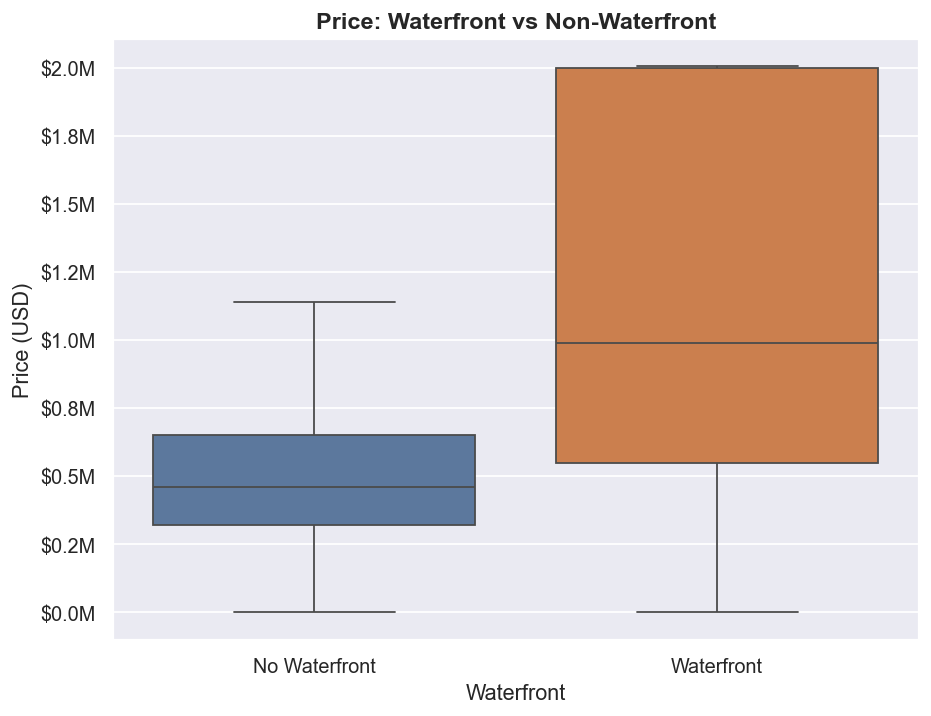 Price: Waterfront vs Non-Waterfront
Price (USD)
$2.0M
$1.8M
$1.5M
$1.2M
$1.0M
$0.8M
$0.5M
$0.2M
$0.0M
No Waterfront
Waterfront
Waterfront